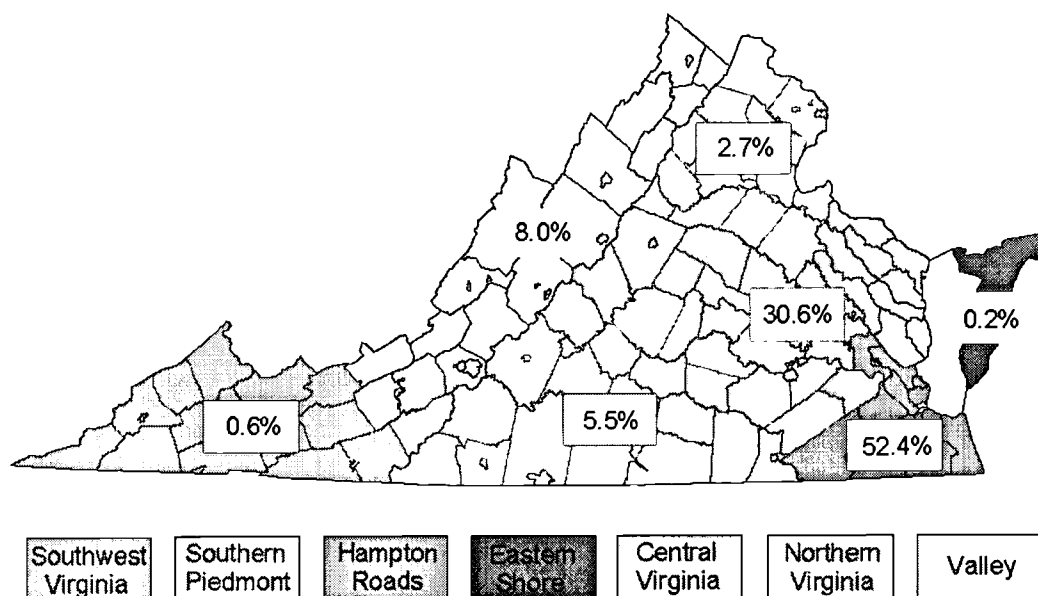 2.7%
8.0%
30.6%
0.2%
0.6%
5.5%
52.4%
Southwest
Virginia
Southern
Piedmont
Hampton
Roads
Eastern
Shore
Central
Virginia
Northern
Virginia
Valley